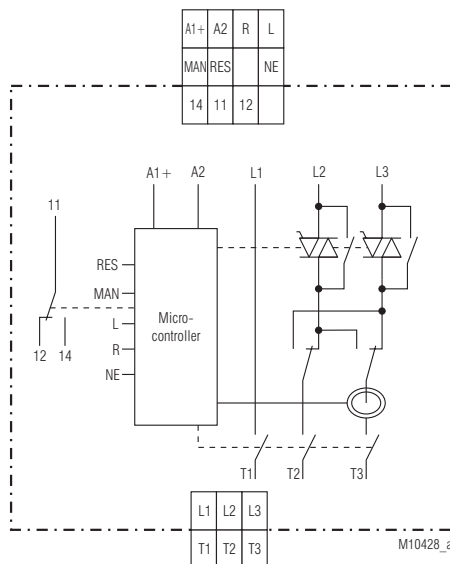 A1+ A2 R L
MAN RES NE
14 11 12
A1+ A2 L1 L2 L3
11
RES
MAN
L
R
NE
Micro-
controller
12 14
T1 T2 T3
L1 L2 L3
T1 T2 T3
M10428_a